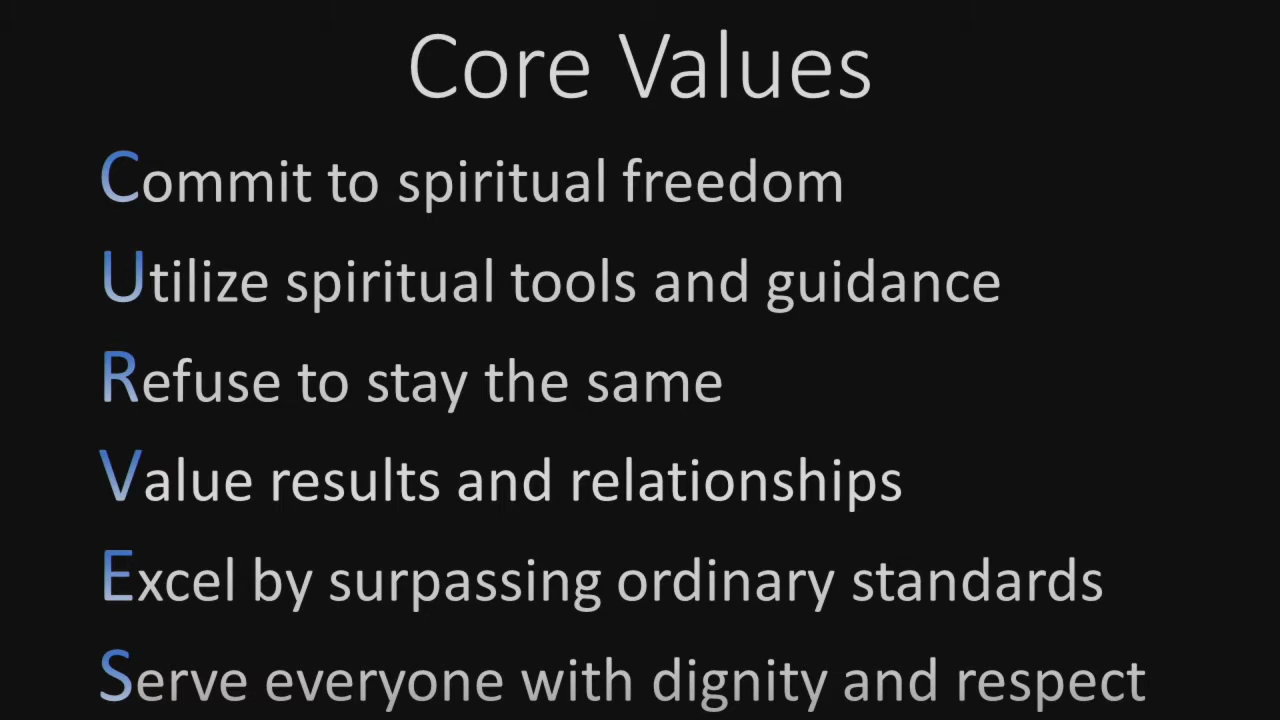 Core Values
Commit to spiritual freedom
Utilize spiritual tools and guidance
Refuse to stay the same
Value results and relationships
Excel by surpassing ordinary standards
Serve everyone with dignity and respect